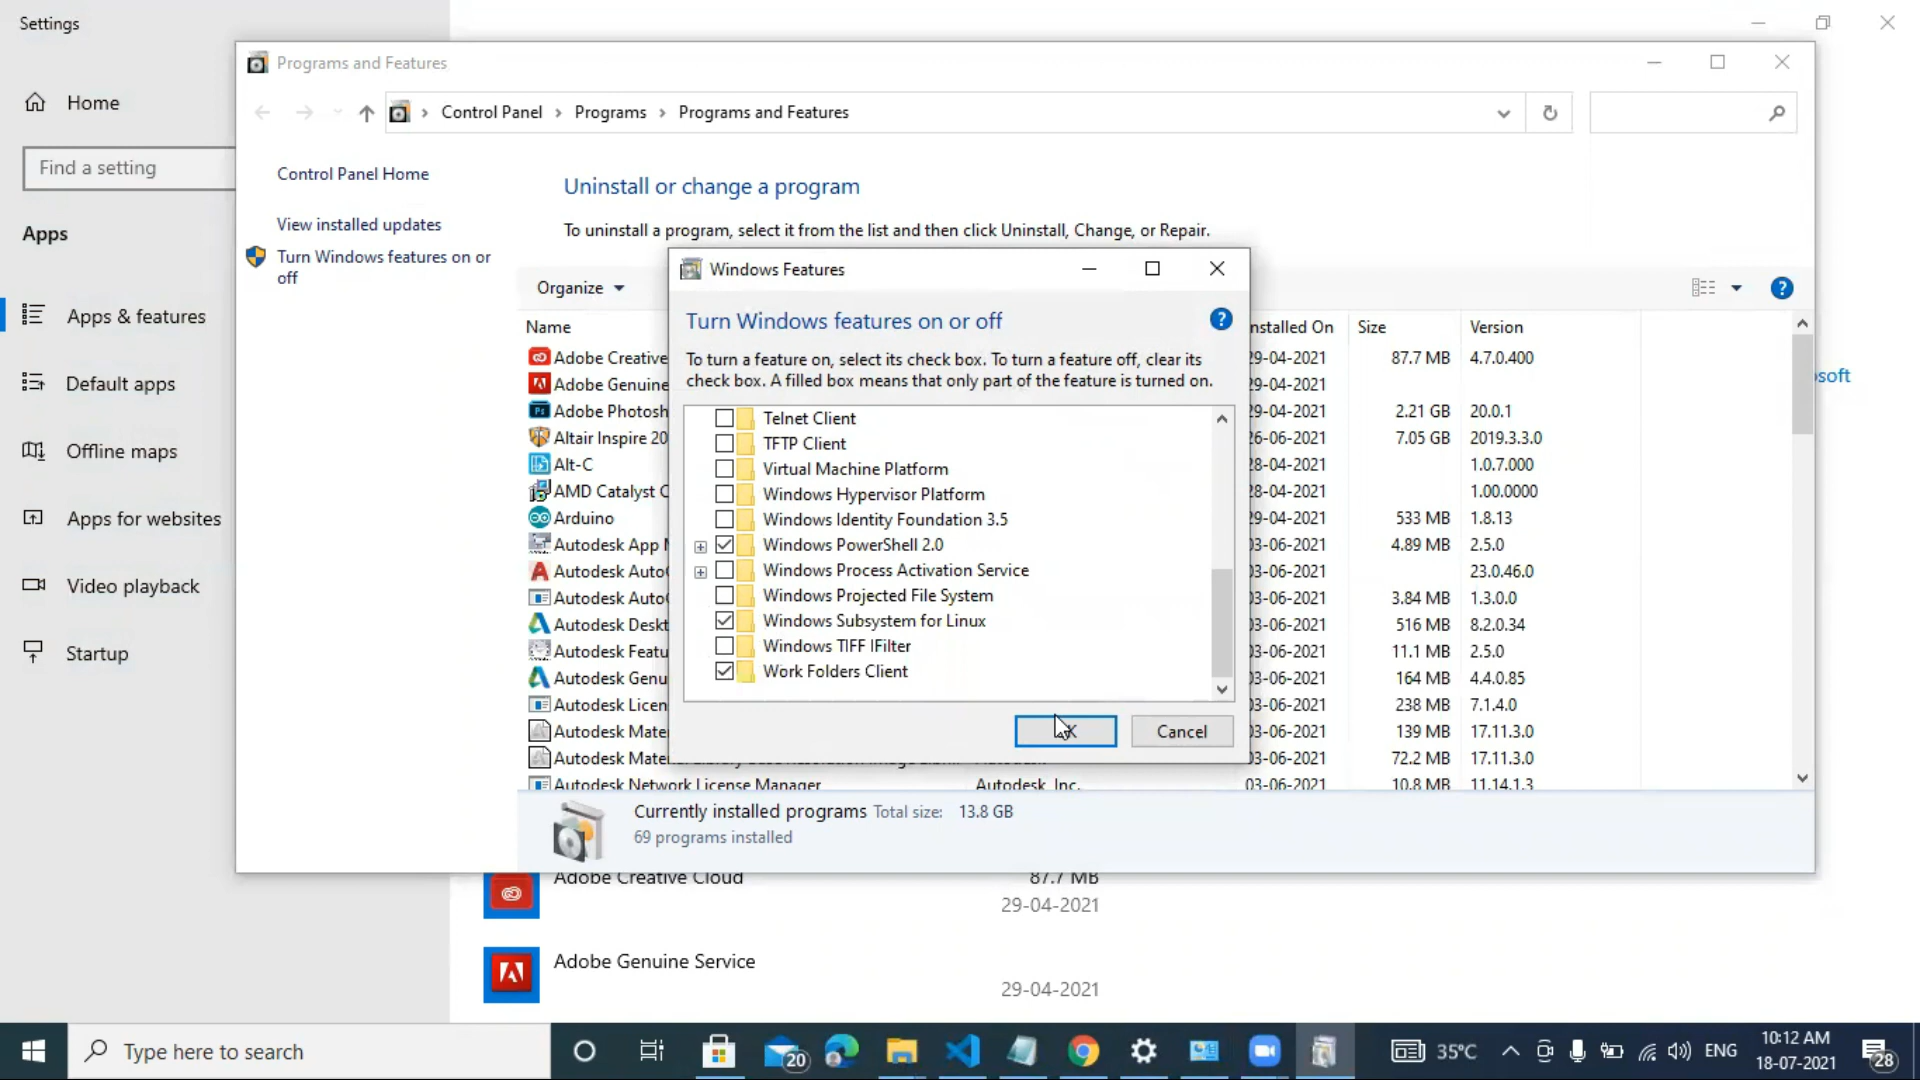 Settings
Home
Find a setting
Apps
Apps & features
Default apps
Offline maps
Apps for websites
Video playback
Startup
Programs and Features
Control Panel > Programs > Programs and Features
Control Panel Home
View installed updates
Turn Windows features on or
off
Uninstall or change a program
To uninstall a program, select it from the list and then click Uninstall, Change, or Repair.
Organize
Name
nstalled On Size Version
Adobe Creative 29-04-2021 87.7 MB 4.7.0.400
Adobe Genuine 29-04-2021
Adobe Photosh 2.21 GB 20.0.1
Altair Inspire 20 26-06-2021 7.05 GB 2019.3.3.0
Alt-C 28-04-2021 1.0.7.000
AMD Catalyst C 28-04-2021 1.00.0000
Arduino 29-04-2021 533 MB 1.8.13
Autodesk App M 03-06-2021 4.89 MB 2.5.0
Autodesk Auto 03-06-2021 23.0.46.0
Autodesk Auto 03-06-2021 3.84 MB 1.3.0.0
Autodesk Deskt 03-06-2021 516 MB 8.2.0.34
Autodesk Featu 03-06-2021 11.1 MB 2.5.0
Autodesk Genu 03-06-2021 164 MB 4.4.0.85
Autodesk Licen 03-06-2021 238 MB 7.1.4.0
Autodesk Mate 03-06-2021 139 MB 17.11.3.0
Autodesk Mate 03-06-2021 72.2 MB 17.11.3.0
Autodesk Network License Manager Autodesk, Inc. 03-06-2021 10.8 MB 11.14.1.3
Windows Features
Turn Windows features on or off
To turn a feature on, select its check box. To turn a feature off, clear its
check box. A filled box means that only part of the feature is turned on.
Telnet Client
TFTP Client
Virtual Machine Platform
Windows Hypervisor Platform
Windows Identity Foundation 3.5
Windows PowerShell 2.0
Windows Process Activation Service
Windows Projected File System
Windows Subsystem for Linux
Windows TIFF IFilter
Work Folders Client
Cancel
Currently installed programs Total size: 13.8 GB
69 programs installed
osoft
Adobe Creative Cloud 87.7 MB
29-04-2021
Adobe Genuine Service
29-04-2021
Type here to search
20
35°C
ENG
10:12 AM
18-07-2021
28